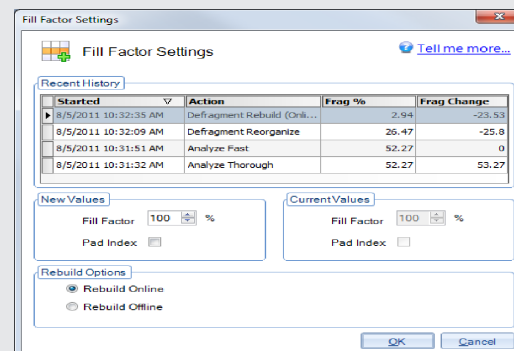 Fill Factor Settings
Fill Factor Settings
Tell me more...
Recent History
Started Action Frag % Frag Change
8/5/2011 10:32:35 AM Defragment Rebuild (Onli... 2.94 -23.53
8/5/2011 10:32:09 AM Defragment Reorganize 26.47 -25.8
8/5/2011 10:31:51 AM Analyze Fast 52.27 0
8/5/2011 10:31:32 AM Analyze Thorough 52.27 53.27
New Values Current Values
Fill Factor 100 % Fill Factor 100 %
Pad Index Pad Index
Rebuild Options
Rebuild Online
Rebuild Offline
OK Cancel